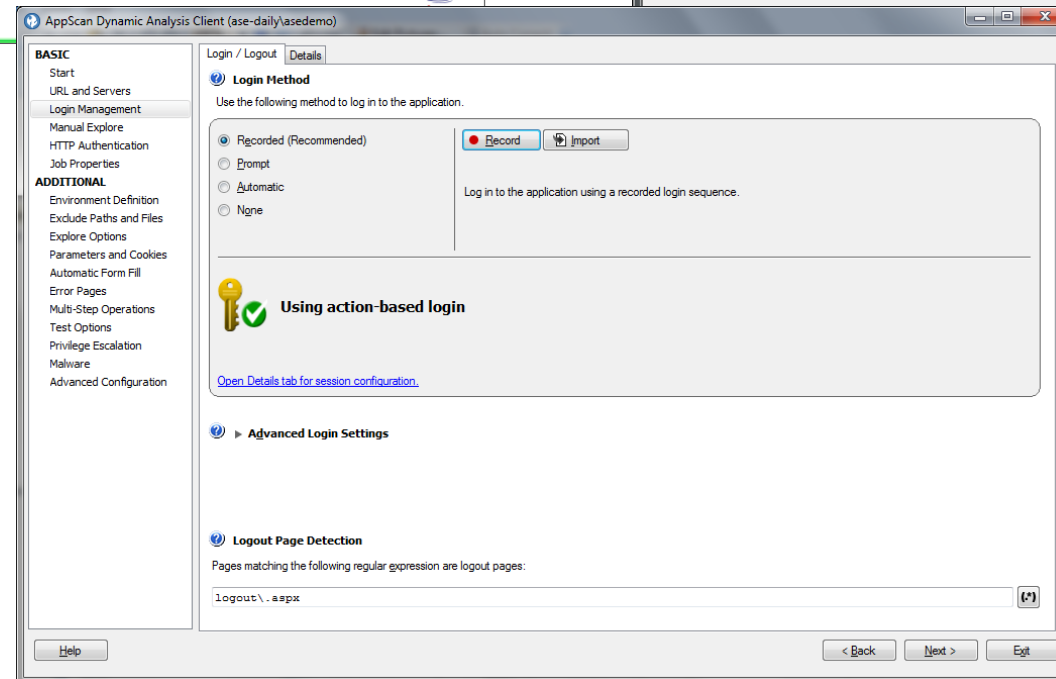 AppScan Dynamic Analysis Client (ase-daily\asedemo)
BASIC
Start
URL and Servers
Login Management
Manual Explore
HTTP Authentication
Job Properties
ADDITIONAL
Environment Definition
Exclude Paths and Files
Explore Options
Parameters and Cookies
Automatic Form Fill
Error Pages
Multi-Step Operations
Test Options
Privilege Escalation
Malware
Advanced Configuration
Login / Logout Details
Login Method
Use the following method to log in to the application.
Recorded (Recommended)
Prompt
Automatic
None
Record Import
Log in to the application using a recorded login sequence.
Using action-based login
Open Details tab for session configuration.
Advanced Login Settings
Logout Page Detection
Pages matching the following regular expression are logout pages:
logout\.aspx
(.*)
Help
< Back Next > Exit